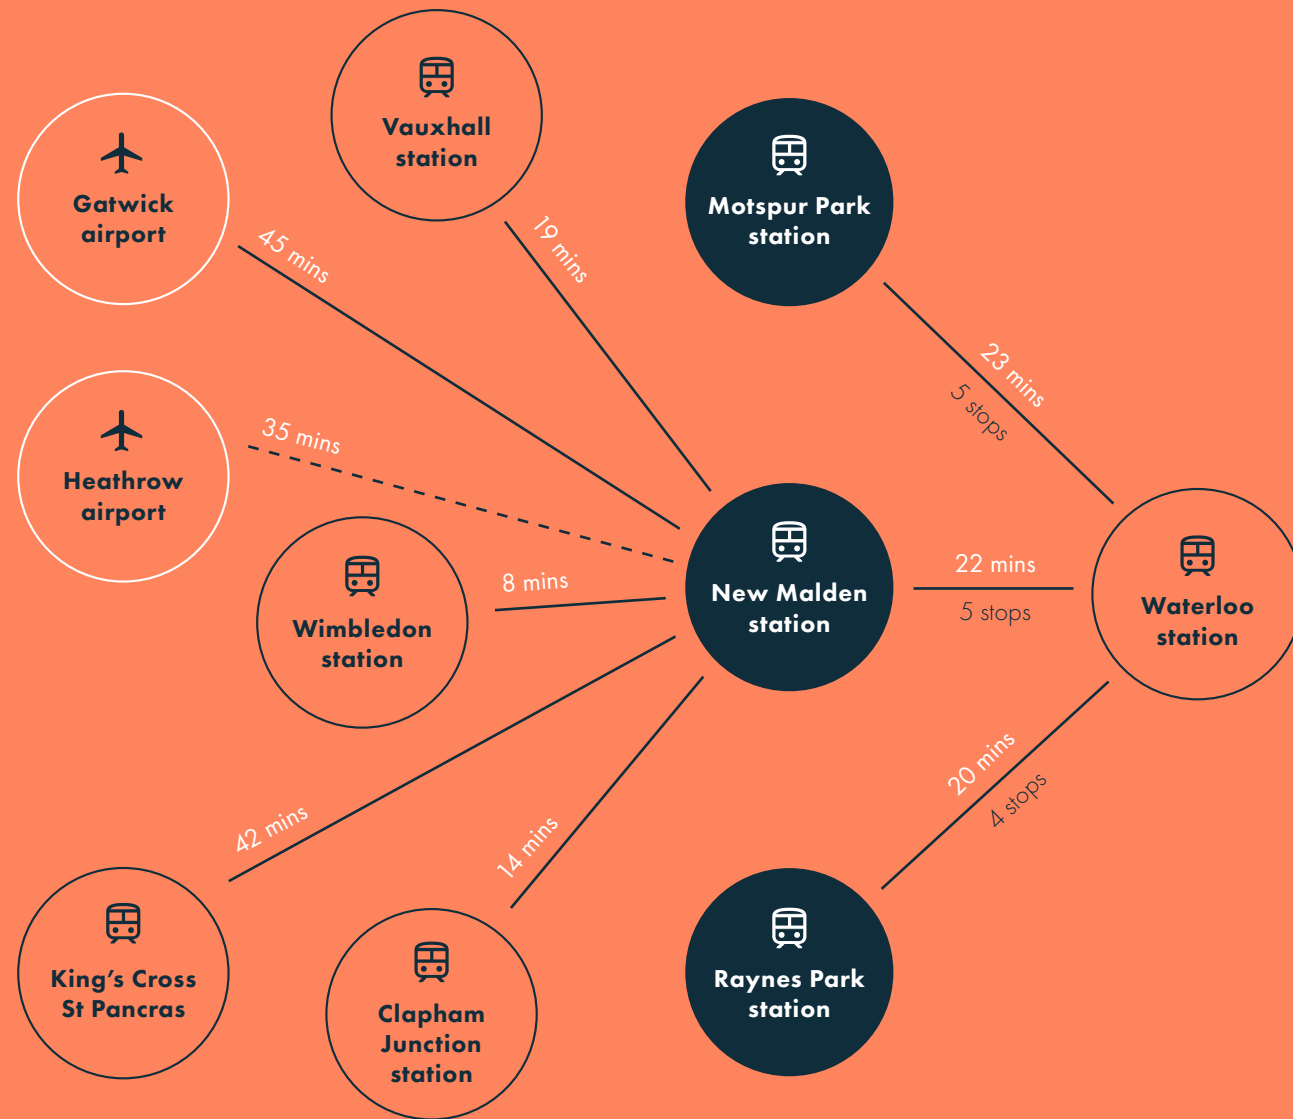 Vauxhall
station
Gatwick
airport
Motspur Park
station
45 mins
19 mins
23 mins
5 stops
35 mins
Heathrow
airport
8 mins
Wimbledon
station
New Malden
station
22 mins
5 stops
Waterloo
station
42 mins
14 mins
20 mins
4 stops
King's Cross
St Pancras
Clapham
Junction
station
Raynes Park
station